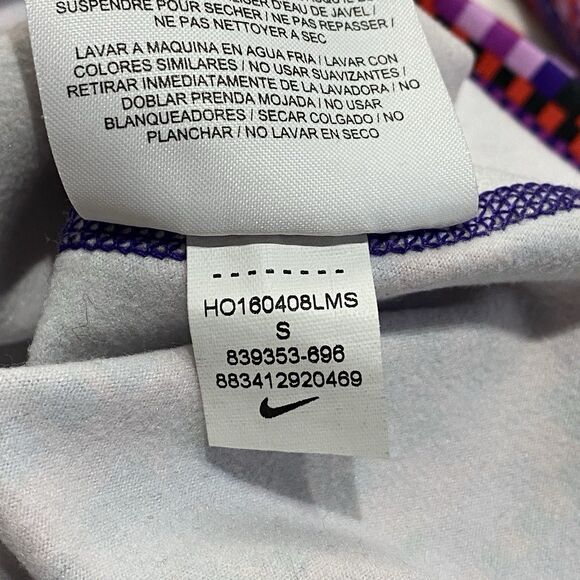 SUSPENDRE POUR SECHER / NE PAS REPASSER /
NE PAS NETTOYER A SEC
LAVAR A MAQUINA EN AGUA FRIA / LAVAR CON
COLORES SIMILARES / NO USAR SUAVIZANTES /
RETIRAR INMEDIATAMENTE DE LA LAVADORA / NO
DOBLAR PRENDA MOJADA / NO USAR
BLANQUEADORES / SECAR COLGADO / NO
PLANCHAR / NO LAVAR EN SECO
HO160408LMS
S
839353-696
883412920469